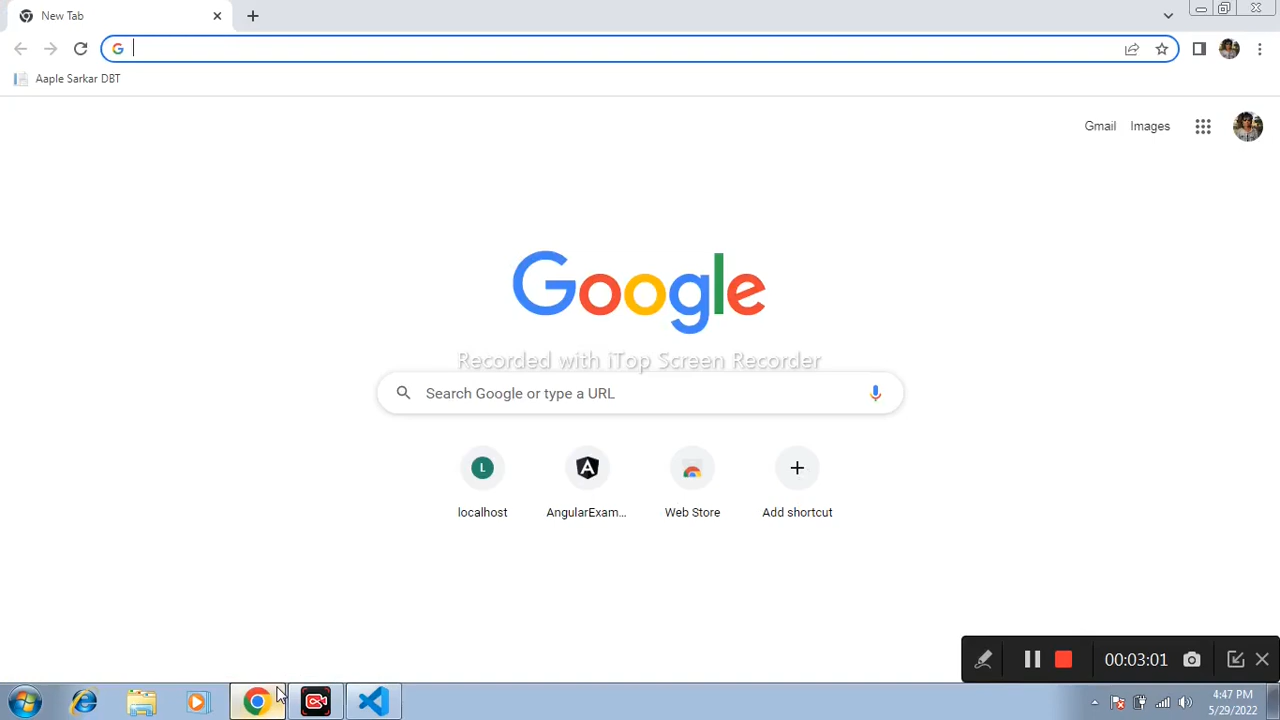 New Tab
Aaple Sarkar DBT
Gmail Images
Google
Recorded with iTop Screen Recorder
Search Google or type a URL
L
A
localhost AngularExam... Web Store Add shortcut
00:03:01
4:47 PM
5/29/2022